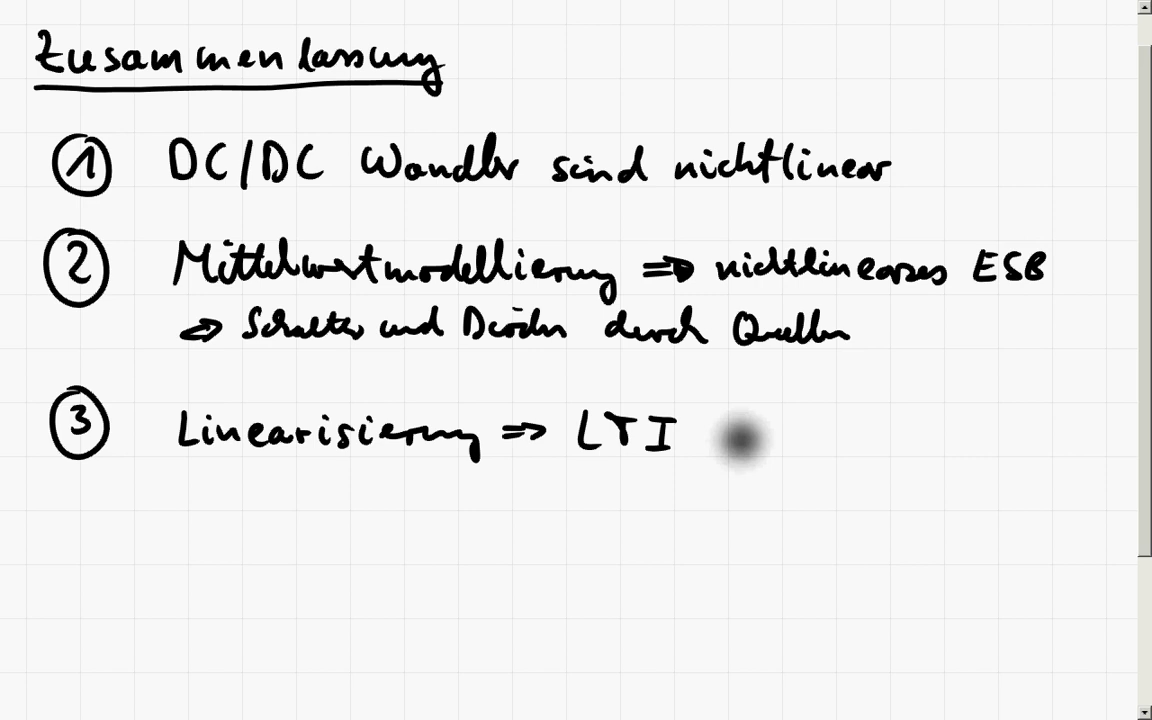 Zusammenfassung
① DC/DC Wandler sind nichtlinear
② Mittelwertmodellierung ⇒ nichtlineares ESB
⇒ Schalter und Dioden durch Quellen
③ Linearisierung ⇒ LTI